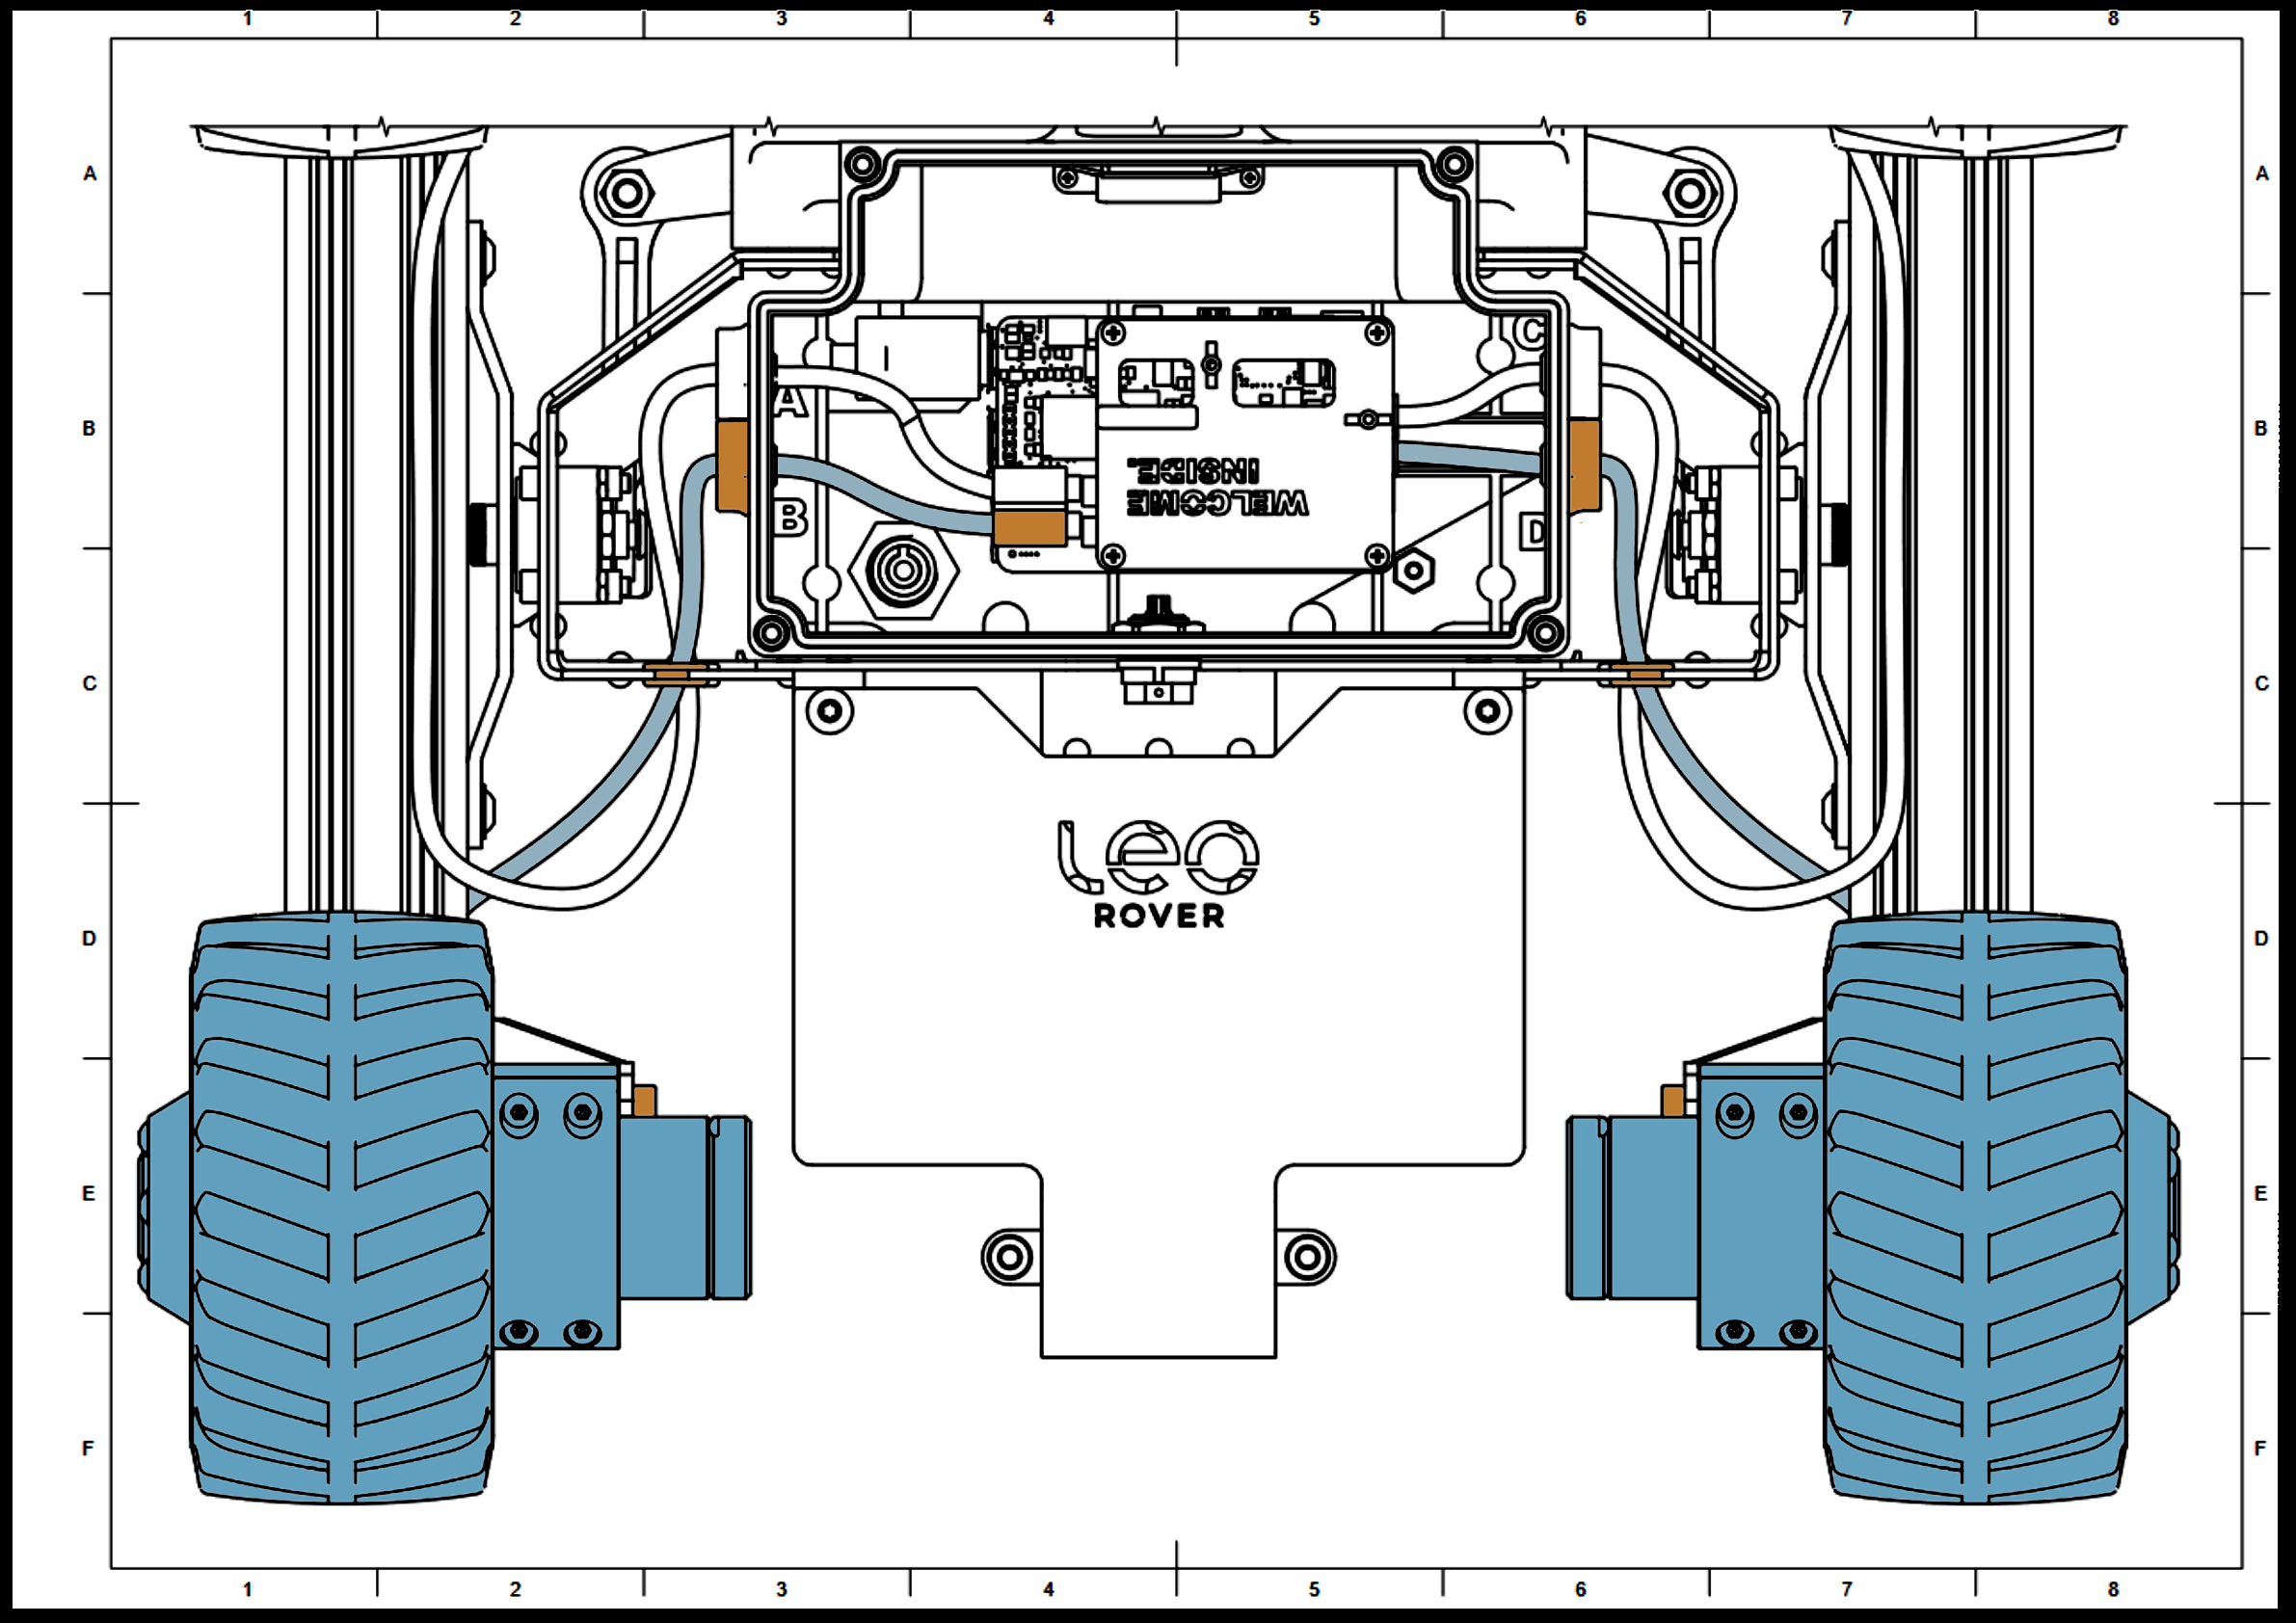 1 2 3 4 5 6 7 8
A A
C
A
B B
INSIDE.
WELCOME
B D
C C
leo
ROVER
D D
E E
F F
1 2 3 4 5 6 7 8